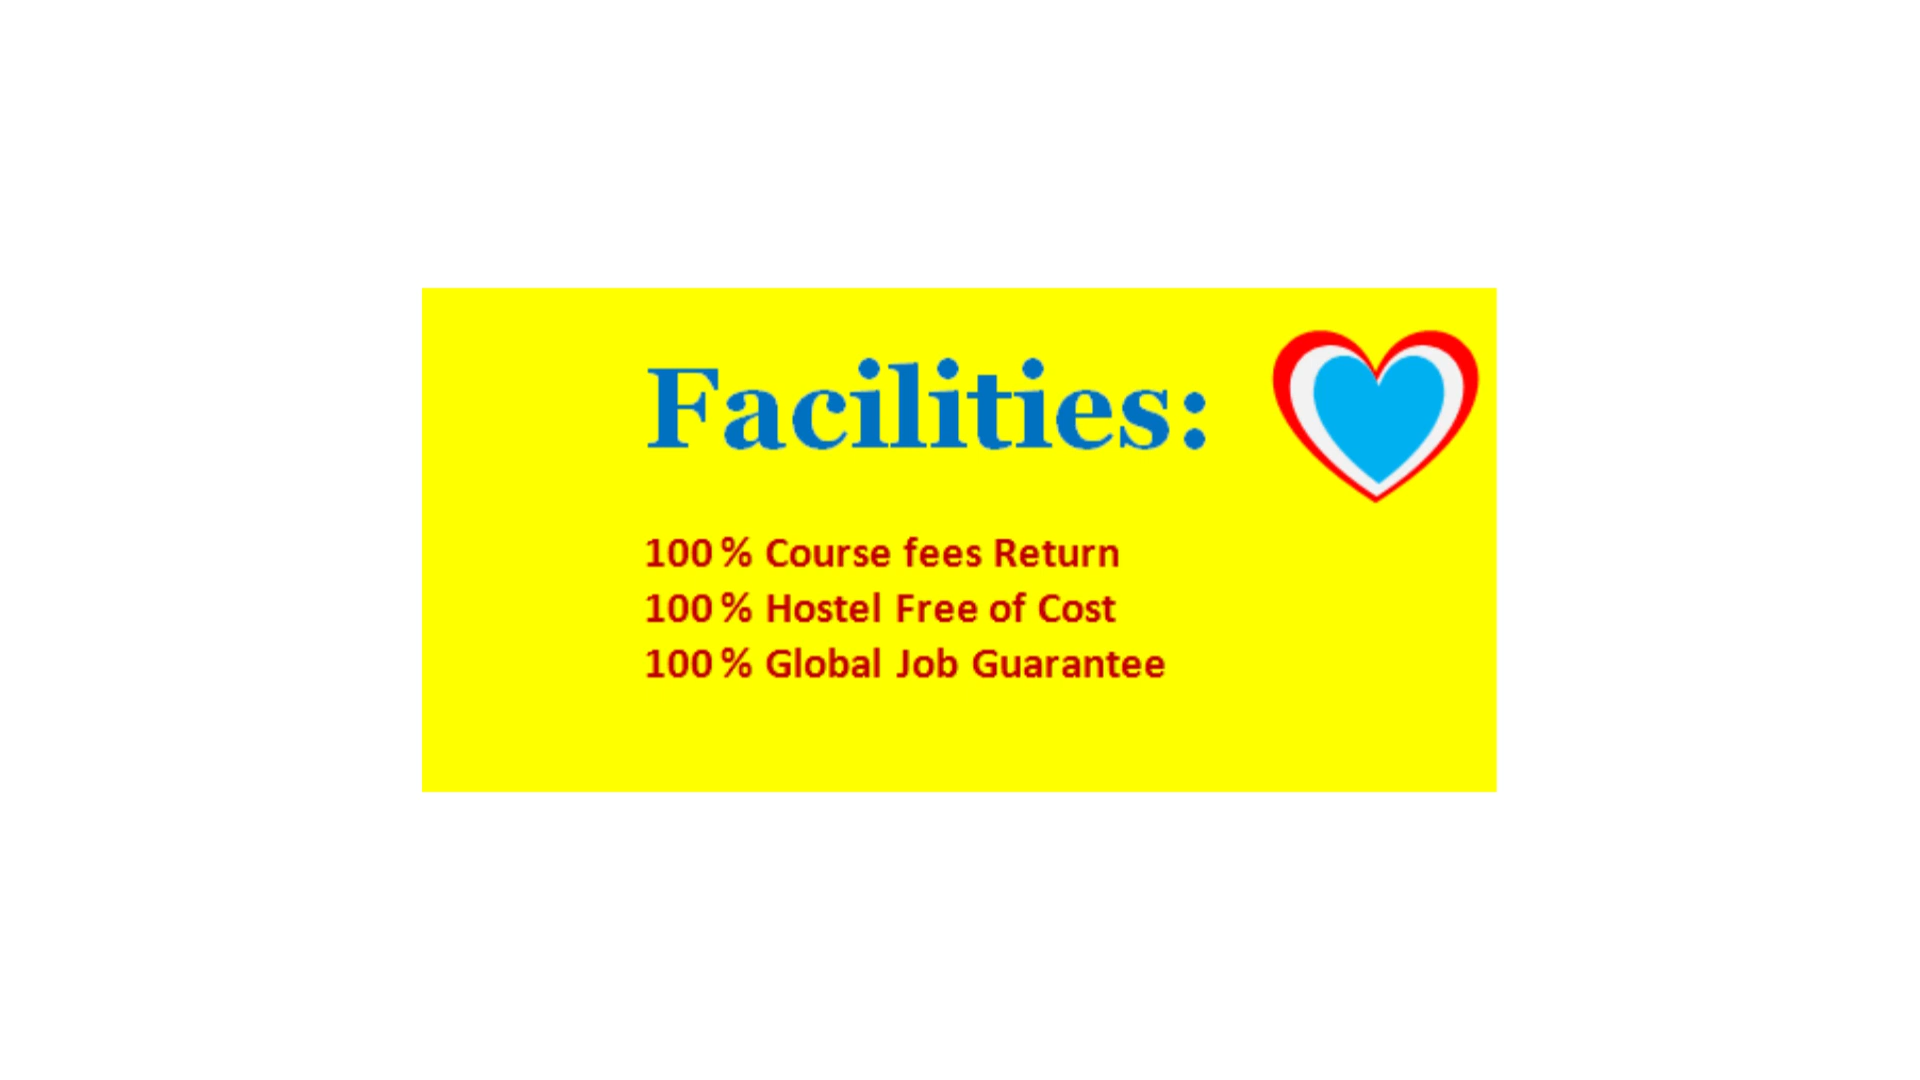 Facilities:
100% Course fees Return
100% Hostel Free of Cost
100% Global Job Guarantee